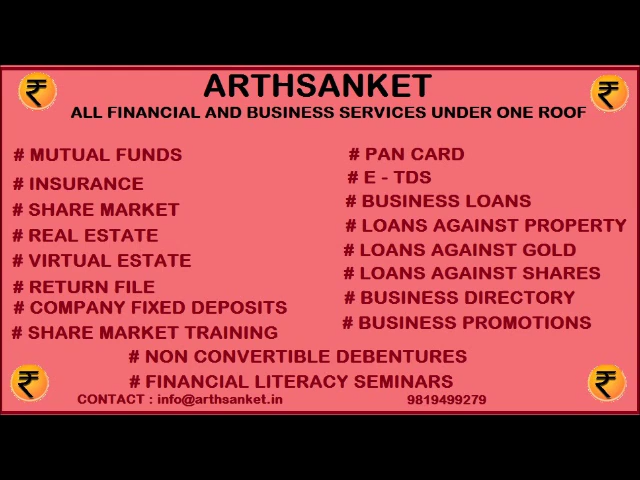 ARTHSANKET
ALL FINANCIAL AND BUSINESS SERVICES UNDER ONE ROOF
# MUTUAL FUNDS
# INSURANCE
# SHARE MARKET
# REAL ESTATE
# VIRTUAL ESTATE
# RETURN FILE
# COMPANY FIXED DEPOSITS
# SHARE MARKET TRAINING
# PAN CARD
# E - TDS
# BUSINESS LOANS
# LOANS AGAINST PROPERTY
# LOANS AGAINST GOLD
# LOANS AGAINST SHARES
# BUSINESS DIRECTORY
# BUSINESS PROMOTIONS
# NON CONVERTIBLE DEBENTURES
# FINANCIAL LITERACY SEMINARS
CONTACT : info@arthsanket.in 9819499279